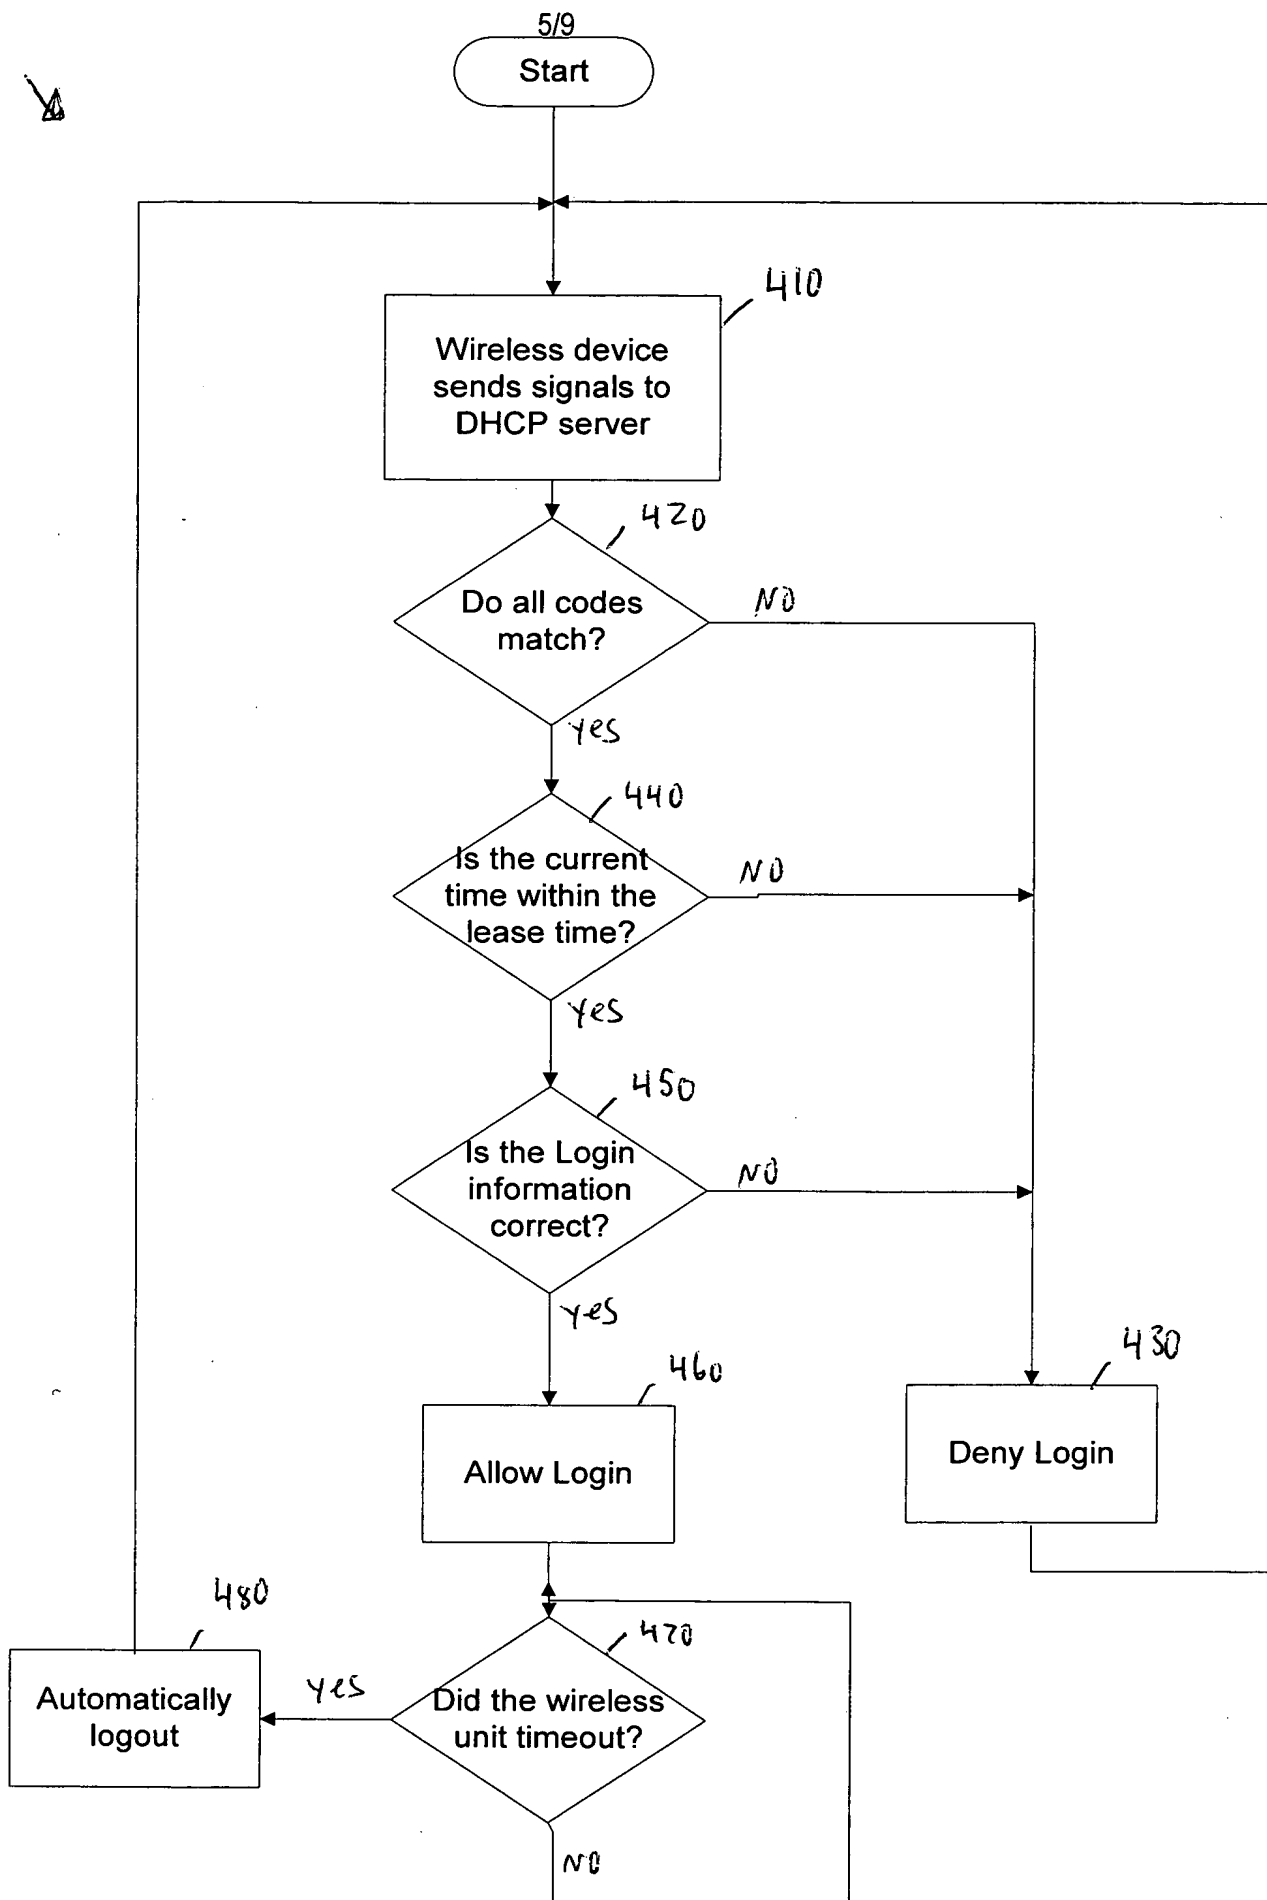 5/9
Start
410
Wireless device
sends signals to
DHCP server
420
Do all codes
match?
NO
yes
440
Is the current
time within the
lease time?
NO
yes
450
Is the Login
information
correct?
NO
yes
460
Allow Login
430
Deny Login
480
Automatically
logout
yes
470
Did the wireless
unit timeout?
NO